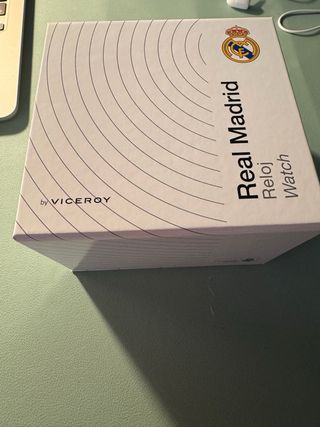 Real Madrid
Reloj
Watch
by VICEROY